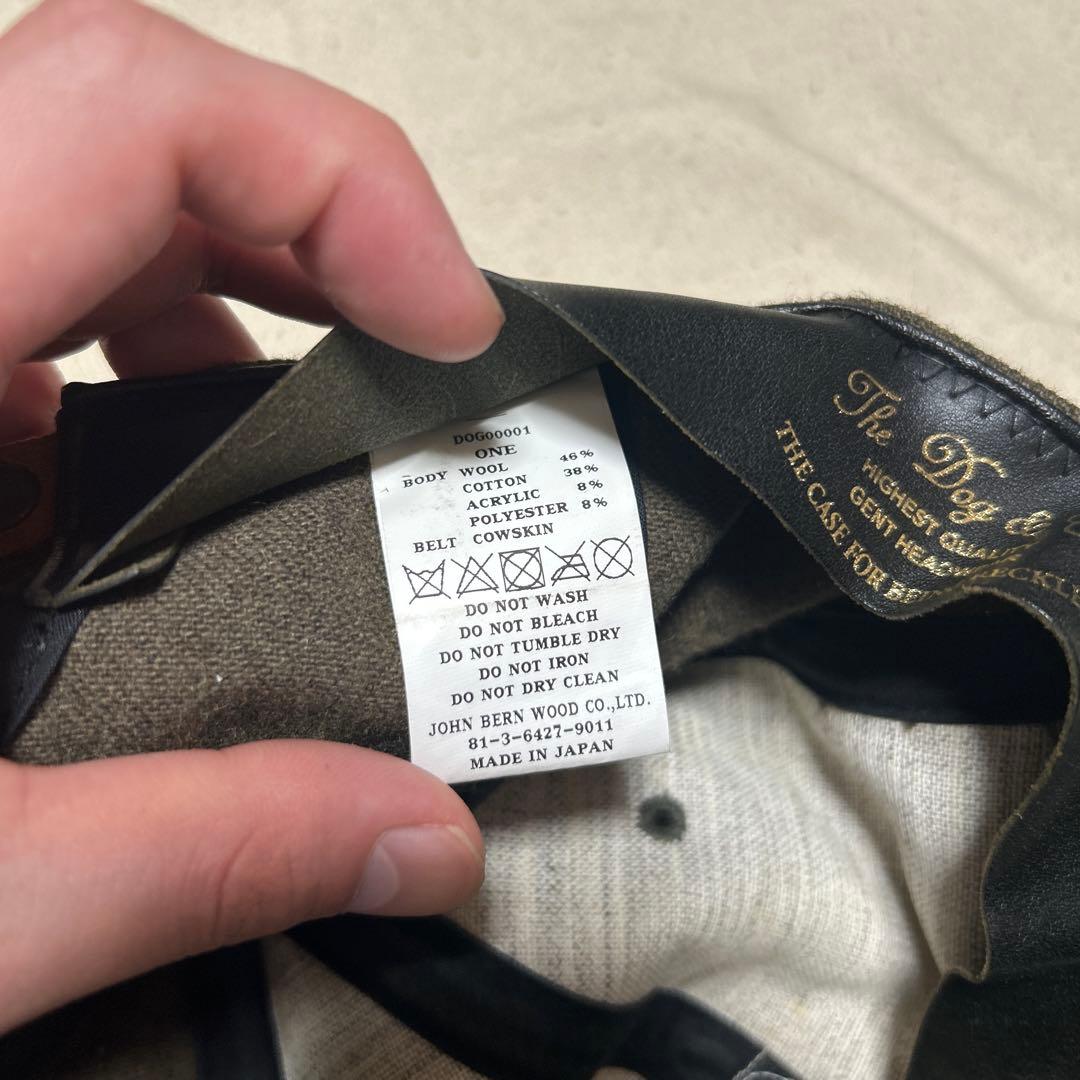 DOG00001
ONE
BODY WOOL 46%
COTTON 38%
ACRYLIC 8%
POLYESTER 8%
BELT COWSKIN
DO NOT WASH
DO NOT BLEACH
DO NOT TUMBLE DRY
DO NOT IRON
DO NOT DRY CLEAN
JOHN BERN WOOD CO.,LTD.
81-3-6427-9011
MADE IN JAPAN
The Dog &
HIGHEST
GENT
THE CASE FOR